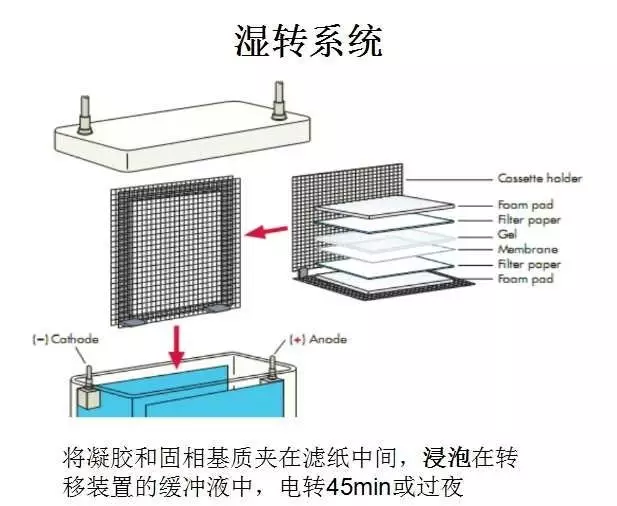 湿转系统
Cassette holder
Foam pad
Filter paper
Gel
Membrane
Filter paper
Foam pad
(−) Cathode
(+) Anode
将凝胶和固相基质夹在滤纸中间，浸泡在转
移装置的缓冲液中，电转45min或过夜